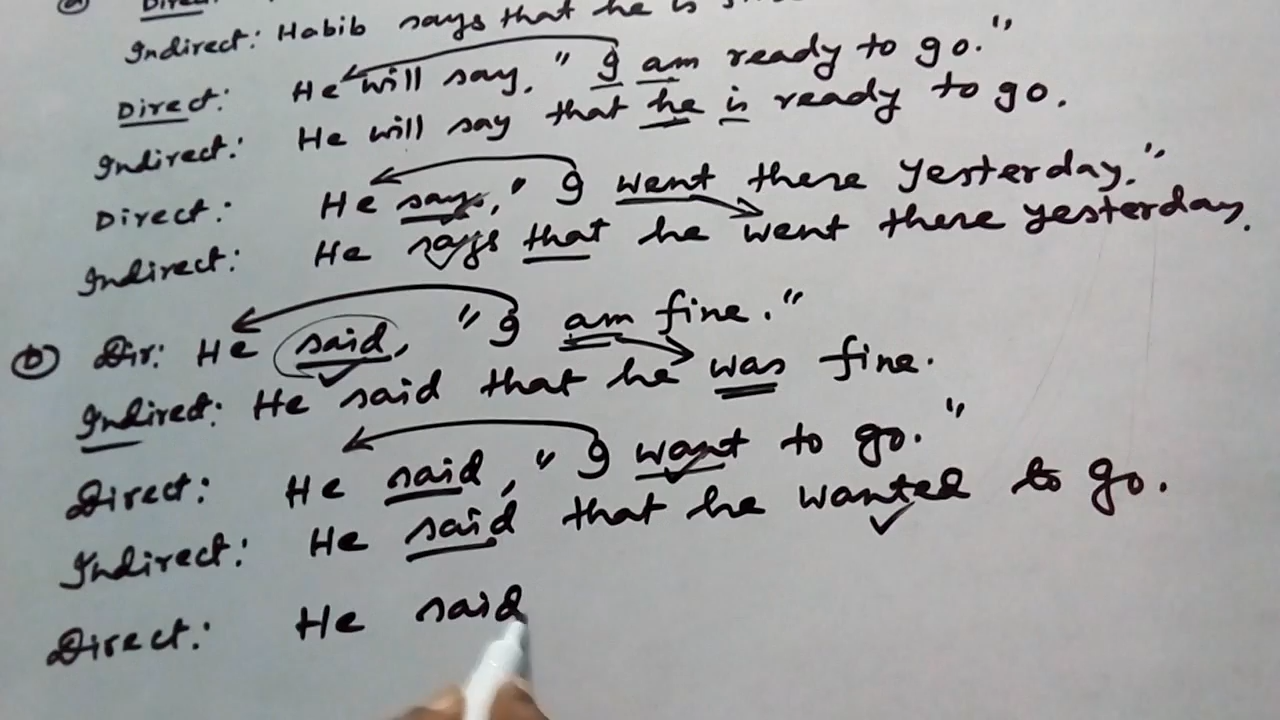 Indirect: Habib says that he is
Direct: He will say, "I am ready to go."
Indirect: He will say that he is ready to go.
Direct: He says, "I went there yesterday."
Indirect: He says that he went there yesterday.
(b) Dir: He said, "I am fine."
Indirect: He said that he was fine.
Direct: He said, "I want to go."
Indirect: He said that he wanted to go.
Direct: He said